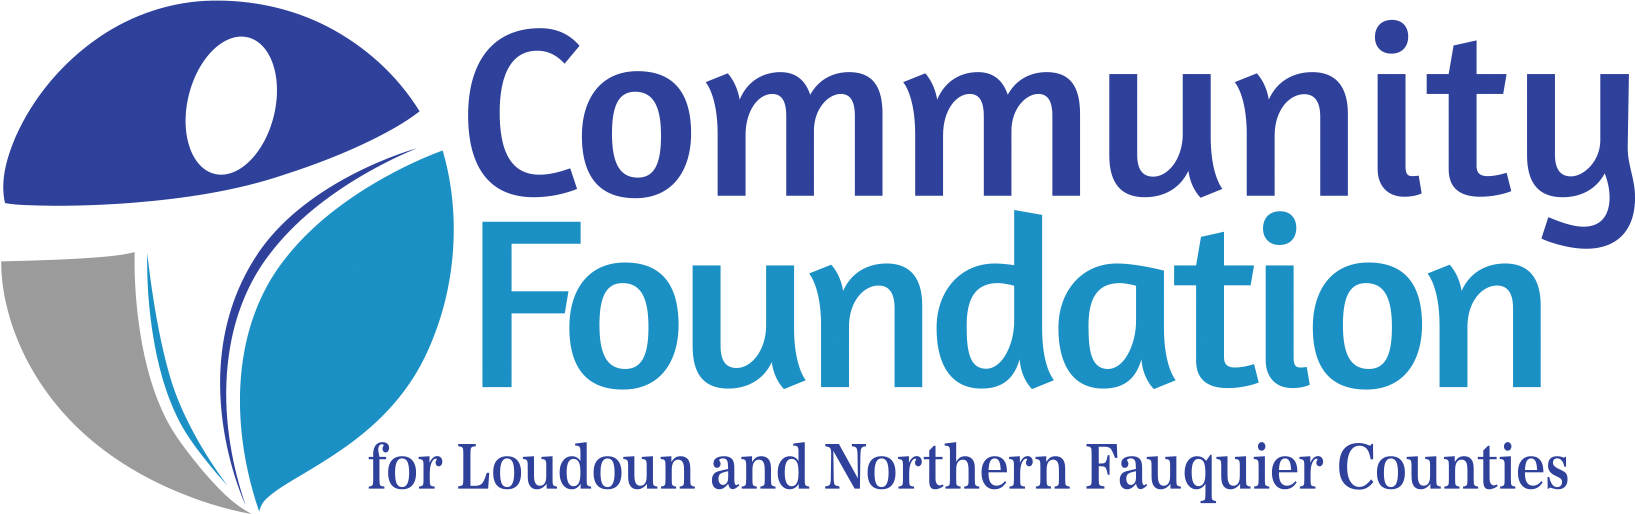 Community
Foundation
for Loudoun and Northern Fauquier Counties